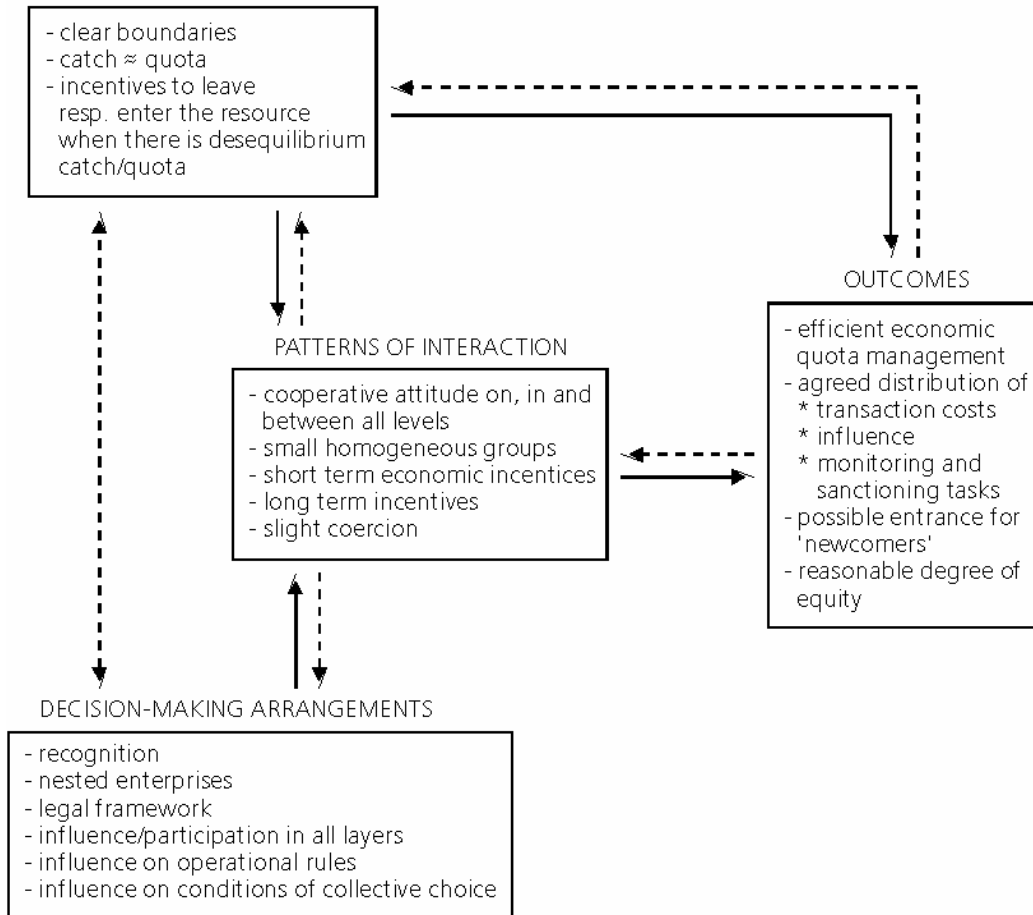 - clear boundaries
- catch ≈ quota
- incentives to leave
resp. enter the resource
when there is desequilibrium
catch/quota
OUTCOMES
- efficient economic
quota management
- agreed distribution of
* transaction costs
* influence
* monitoring and
sanctioning tasks
- possible entrance for
'newcomers'
- reasonable degree of
equity
PATTERNS OF INTERACTION
- cooperative attitude on, in and
between all levels
- small homogeneous groups
- short term economic incentices
- long term incentives
- slight coercion
DECISION-MAKING ARRANGEMENTS
- recognition
- nested enterprises
- legal framework
- influence/participation in all layers
- influence on operational rules
- influence on conditions of collective choice